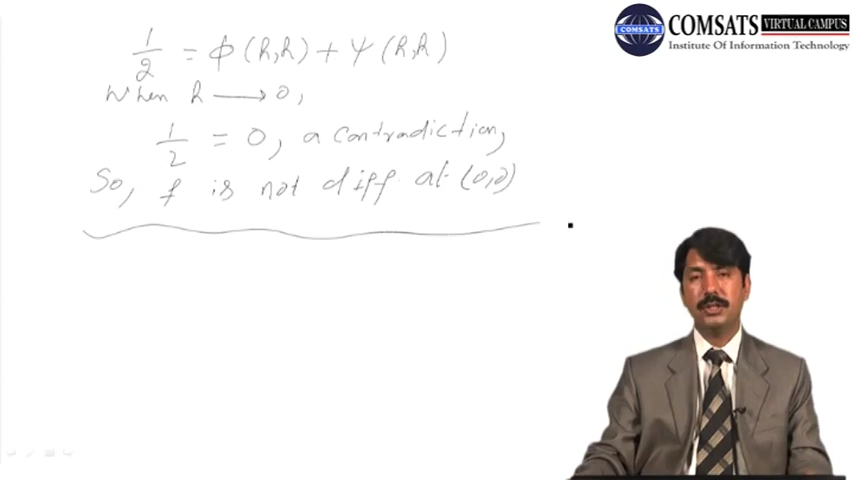 1/2 = ϕ(h,h) + ψ(h,h)
When h ⟶ 0,
1/2 = 0, a contradiction,
So, f is not diff. at (0,0)
COMSATS VIRTUAL CAMPUS
Institute Of Information Technology
COMSATS